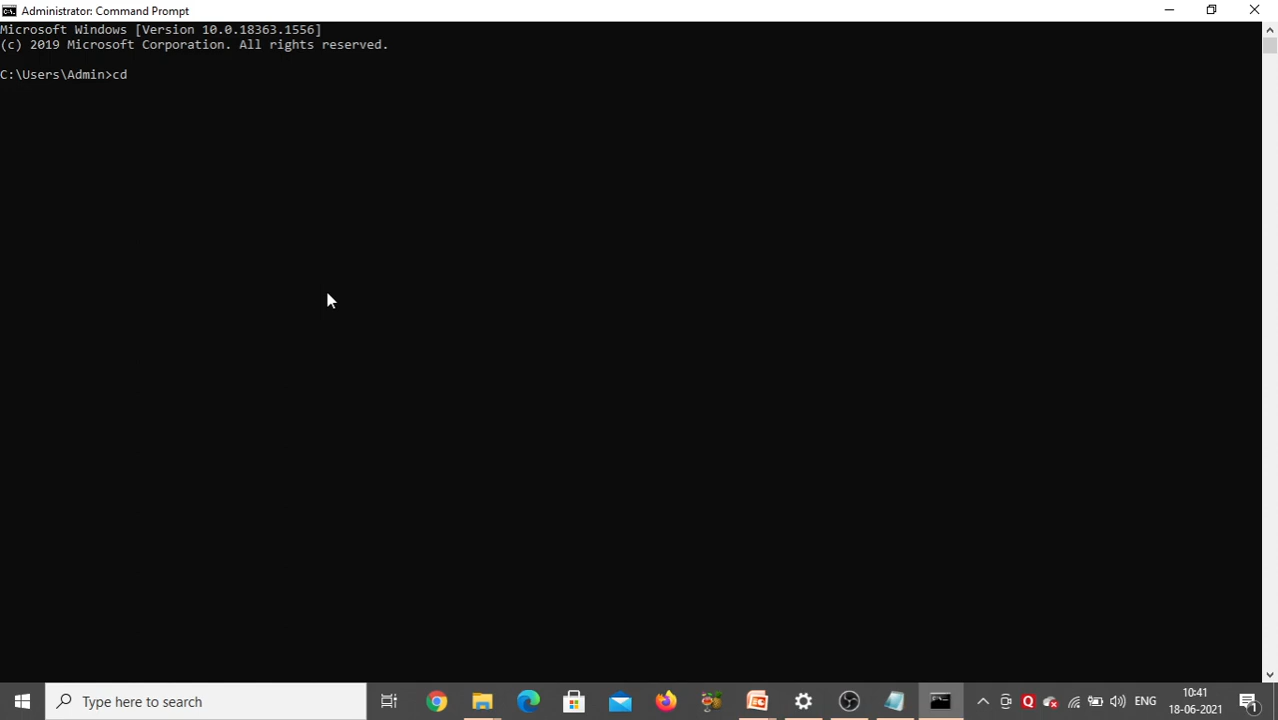 Administrator: Command Prompt
Microsoft Windows [Version 10.0.18363.1556]
(c) 2019 Microsoft Corporation. All rights reserved.
C:\Users\Admin>cd
Type here to search
ENG
10:41
18-06-2021
1